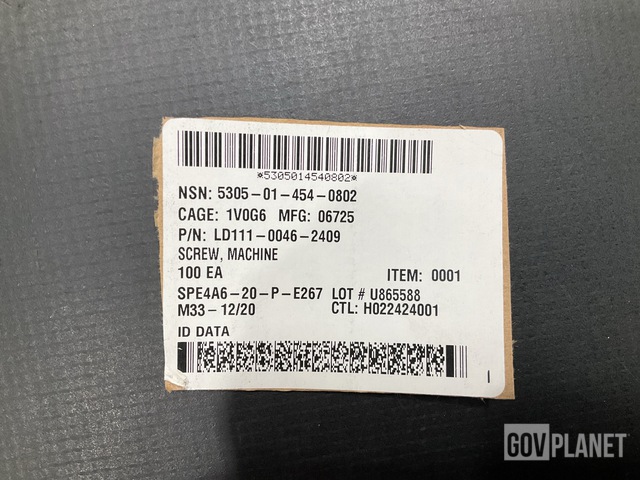 *5305014540802*
NSN: 5305-01-454-0802
CAGE: 1V0G6 MFG: 06725
P/N: LD111-0046-2409
SCREW, MACHINE
100 EA ITEM: 0001
SPE4A6-20-P-E267 LOT # U865588
M33-12/20 CTL: H022424001
ID DATA
I
GOVPLANET